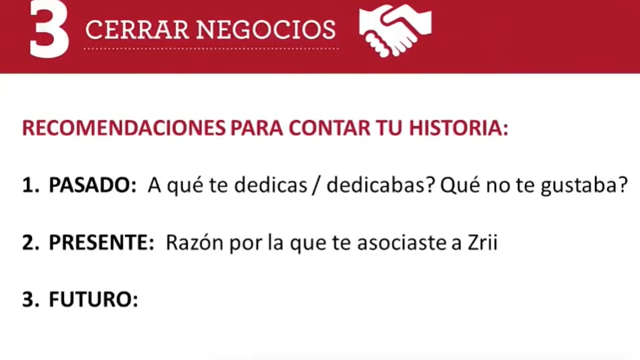 3 CERRAR NEGOCIOS
RECOMENDACIONES PARA CONTAR TU HISTORIA:
1. PASADO: A qué te dedicas / dedicabas? Qué no te gustaba?
2. PRESENTE: Razón por la que te asociaste a Zrii
3. FUTURO: